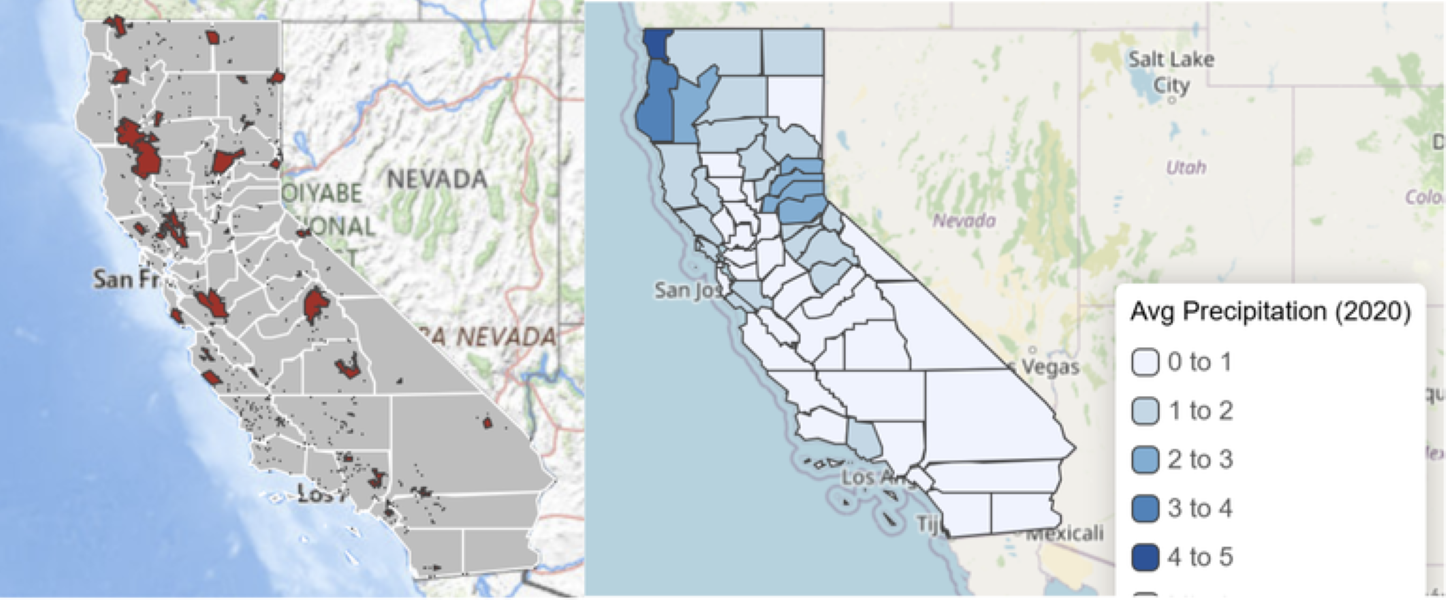 NEVADA
OIYABE
IONAL
T
San Fr
RA NEVADA
Los A
Salt Lake
City
Utah
Colo
Nevada
San Jos
Vegas
Los Ang
Tij
Mexicali
Avg Precipitation (2020)
0 to 1
1 to 2
2 to 3
3 to 4
4 to 5